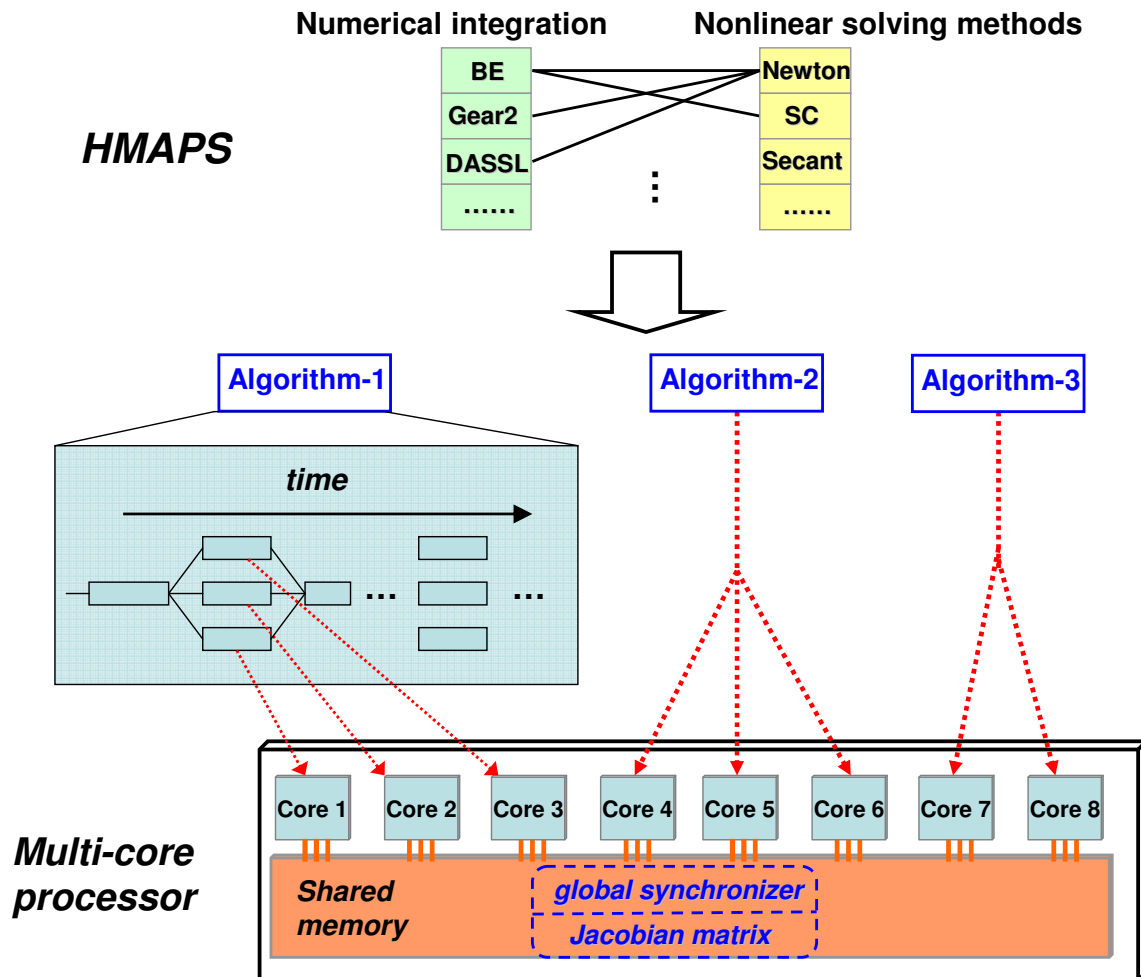 Numerical integration
Nonlinear solving methods
HMAPS
BE
Gear2
DASSL
......
Newton
SC
Secant
......
...
Algorithm-1
Algorithm-2
Algorithm-3
time
...
...
Core 1
Core 2
Core 3
Core 4
Core 5
Core 6
Core 7
Core 8
Multi-core
processor
Shared
memory
global synchronizer
Jacobian matrix